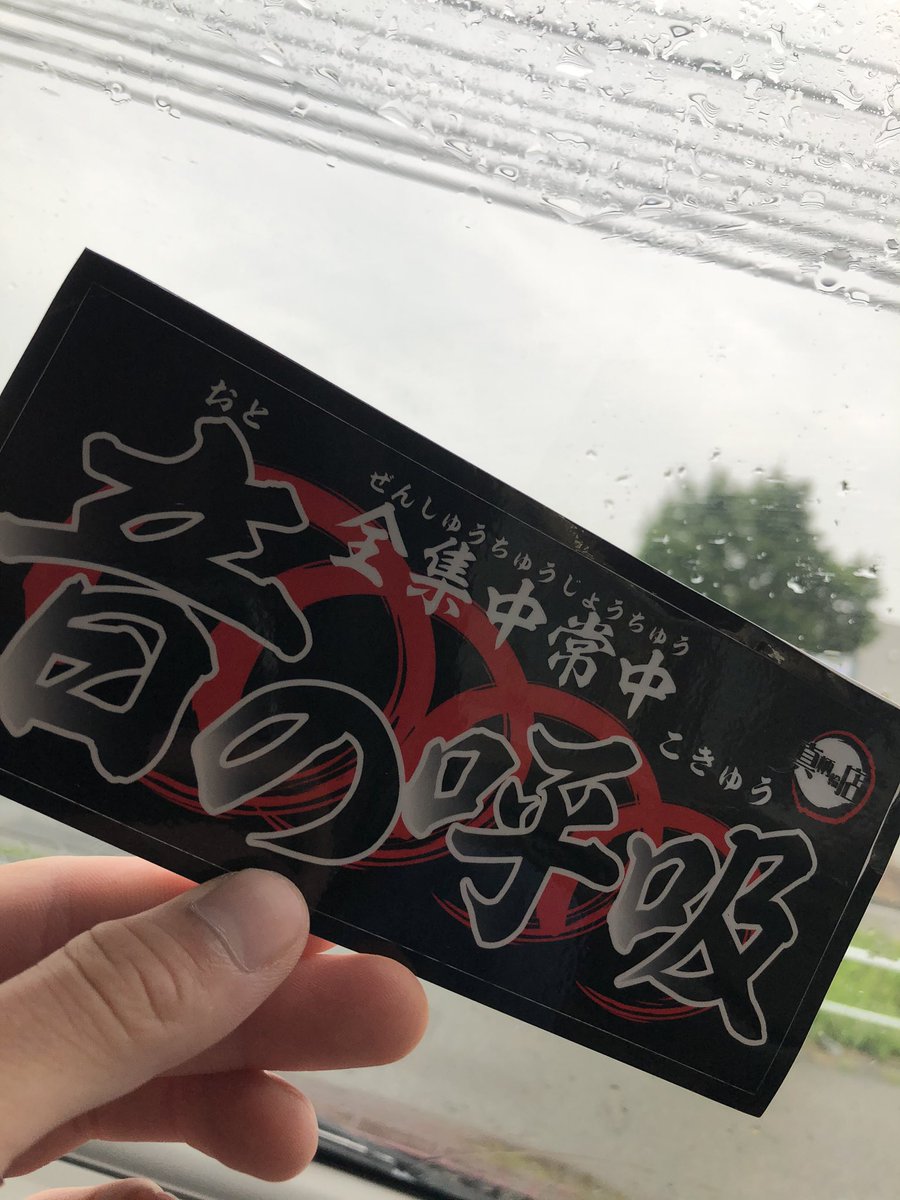 おと
音の呼吸
ぜんしゅうちゅうじょうちゅう
全集中常中
こきゅう